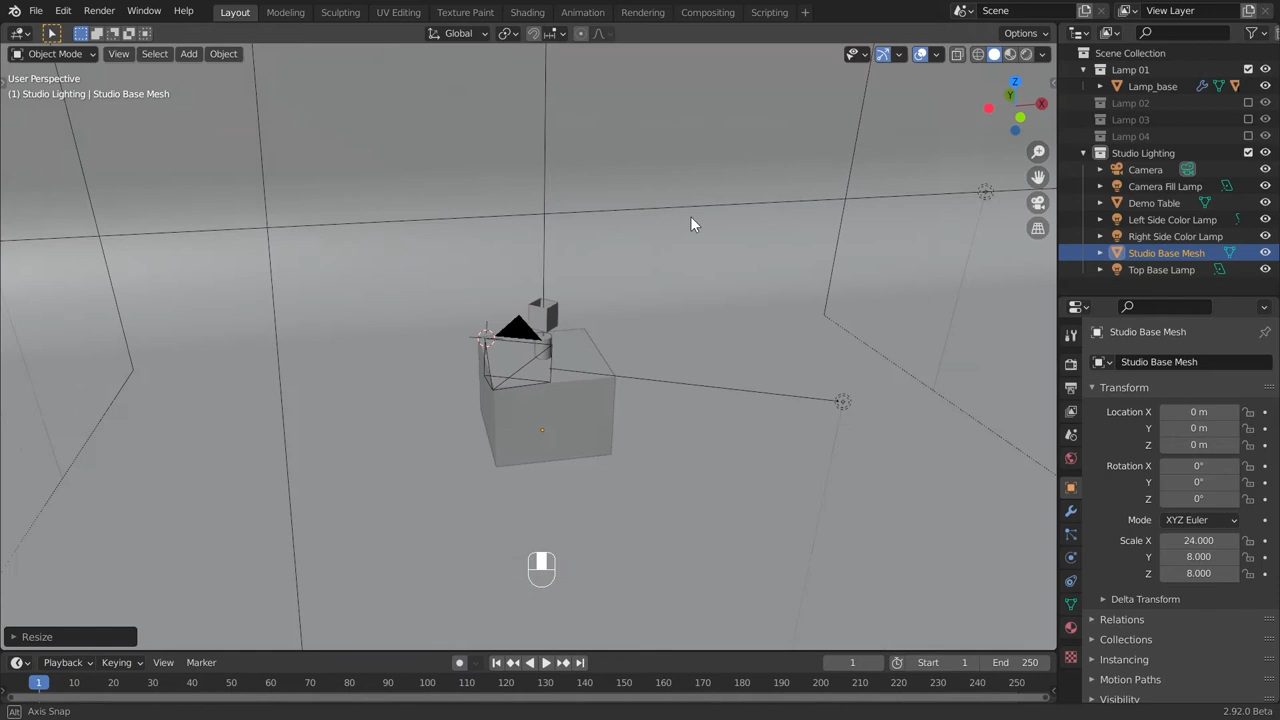 File Edit Render Window Help Layout Modeling Sculpting UV Editing Texture Paint Shading Animation Rendering Compositing Scripting + Scene View Layer
Global Options
Object Mode View Select Add Object
User Perspective
(1) Studio Lighting | Studio Base Mesh
Z
Y
X
Resize
Scene Collection
Lamp 01
Lamp_base
Lamp 02
Lamp 03
Lamp 04
Studio Lighting
Camera
Camera Fill Lamp
Demo Table
Left Side Color Lamp
Right Side Color Lamp
Studio Base Mesh
Top Base Lamp
Studio Base Mesh
Studio Base Mesh
Transform
Location X 0 m
Y 0 m
Z 0 m
Rotation X 0°
Y 0°
Z 0°
Mode XYZ Euler
Scale X 24.000
Y 8.000
Z 8.000
Delta Transform
Relations
Collections
Instancing
Motion Paths
Visibility
Playback Keying View Marker 1 Start 1 End 250
1 10 20 30 40 50 60 70 80 90 100 110 120 130 140 150 160 170 180 190 200 210 220 230 240 250
Alt Axis Snap 2.92.0 Beta